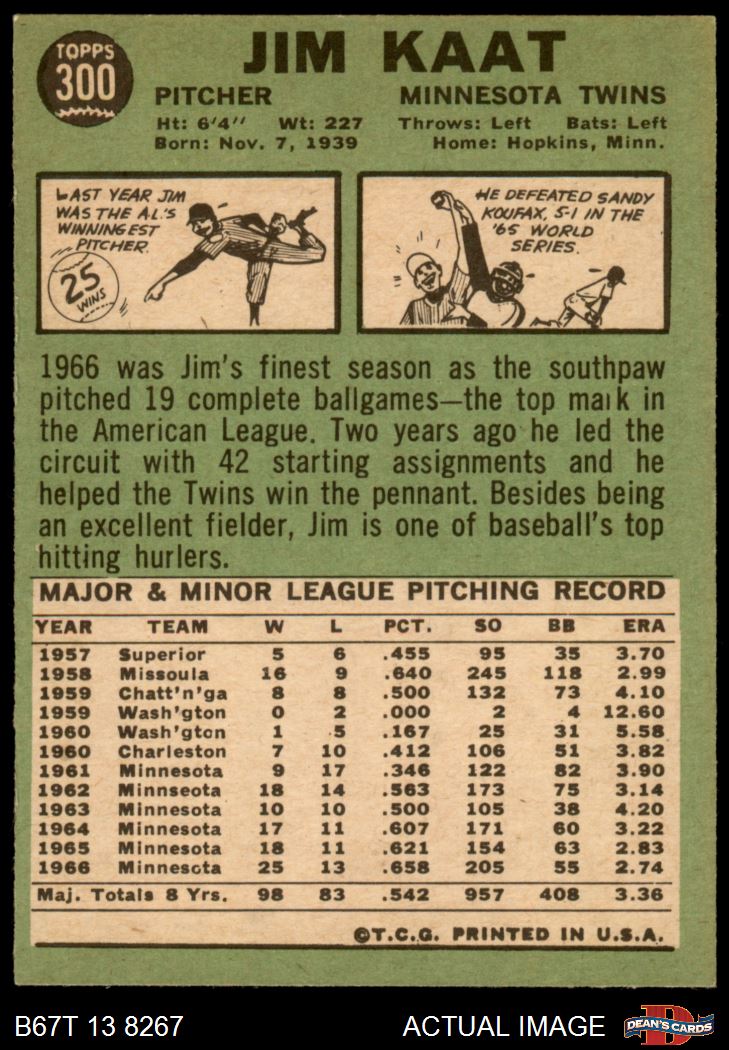 TOPPS
300
JIM KAAT
PITCHER MINNESOTA TWINS
Ht: 6'4" Wt: 227 Throws: Left Bats: Left
Born: Nov. 7, 1939 Home: Hopkins, Minn.
LAST YEAR JIM
WAS THE A.L.'S
WINNINGEST
PITCHER.
25
WINS
HE DEFEATED SANDY
KOUFAX, 5-1 IN THE
'65 WORLD
SERIES.
1966 was Jim's finest season as the southpaw
pitched 19 complete ballgames—the top mark in
the American League. Two years ago he led the
circuit with 42 starting assignments and he
helped the Twins win the pennant. Besides being
an excellent fielder, Jim is one of baseball's top
hitting hurlers.
MAJOR & MINOR LEAGUE PITCHING RECORD
YEAR TEAM W L PCT. SO BB ERA
1957 Superior 5 6 .455 95 35 3.70
1958 Missoula 16 9 .640 245 118 2.99
1959 Chatt'n'ga 8 8 .500 132 73 4.10
1959 Wash'gton 0 2 .000 2 4 12.60
1960 Wash'gton 1 5 .167 25 31 5.58
1960 Charleston 7 10 .412 106 51 3.82
1961 Minnesota 9 17 .346 122 82 3.90
1962 Minnseota 18 14 .563 173 75 3.14
1963 Minnesota 10 10 .500 105 38 4.20
1964 Minnesota 17 11 .607 171 60 3.22
1965 Minnesota 18 11 .621 154 63 2.83
1966 Minnesota 25 13 .658 205 55 2.74
Maj. Totals 8 Yrs. 98 83 .542 957 408 3.36
©T.C.G. PRINTED IN U.S.A.
B67T 13 8267 ACTUAL IMAGE
D
DEAN'S CARDS